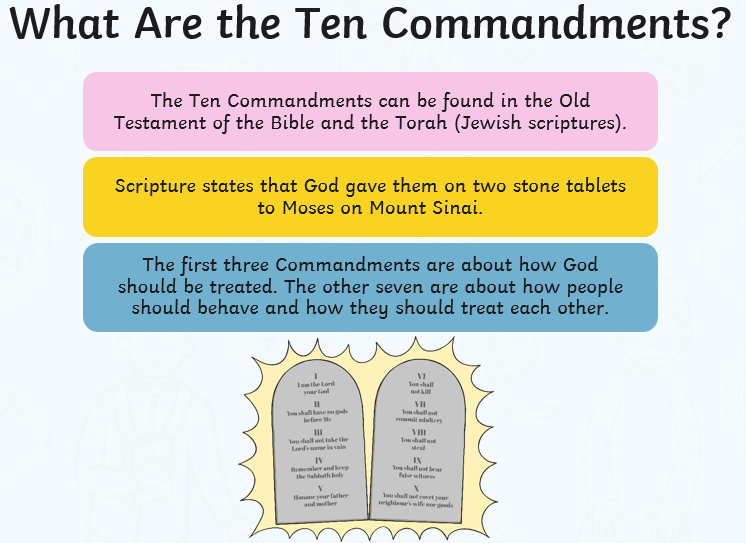 What Are the Ten Commandments?
The Ten Commandments can be found in the Old
Testament of the Bible and the Torah (Jewish scriptures).
Scripture states that God gave them on two stone tablets
to Moses on Mount Sinai.
The first three Commandments are about how God
should be treated. The other seven are about how people
should behave and how they should treat each other.
I
I am the Lord
your God
II
You shall have no gods
before Me
III
You shall not take the
Lord's name in vain
IV
Remember and keep
the Sabbath holy
V
Honour your father
and mother
VI
You shall
not kill
VII
You shall not
commit adultery
VIII
You shall not
steal
IX
You shall not bear
false witness
X
You shall not covet your
neighbour's wife nor goods